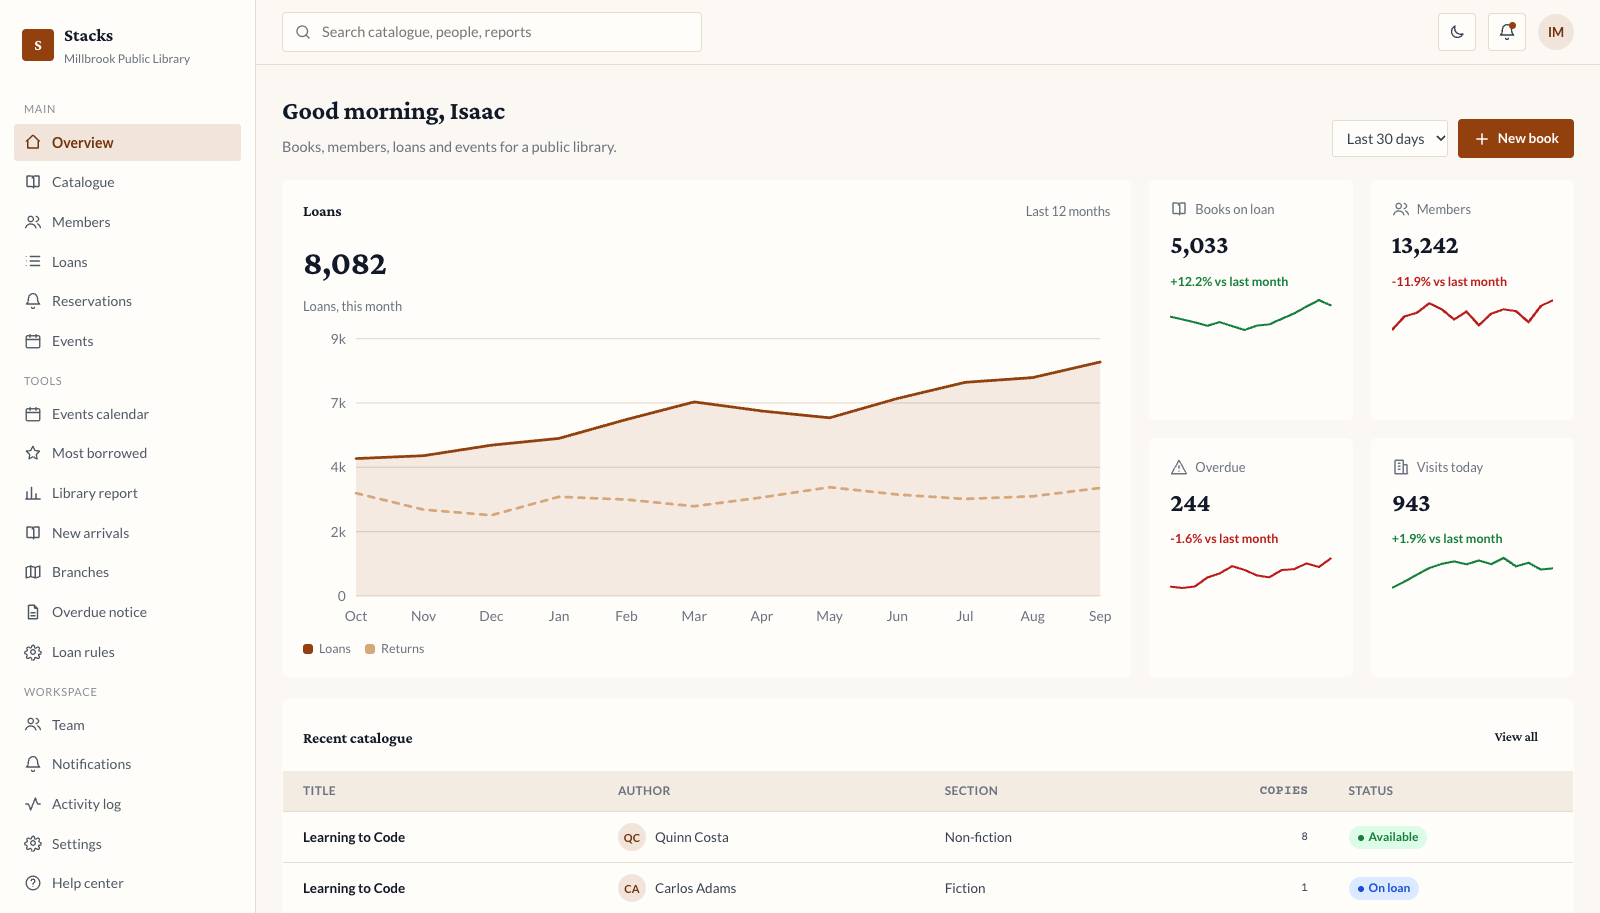 S
Stacks
Millbrook Public Library
MAIN
Overview
Catalogue
Members
Loans
Reservations
Events
TOOLS
Events calendar
Most borrowed
Library report
New arrivals
Branches
Overdue notice
Loan rules
WORKSPACE
Team
Notifications
Activity log
Settings
Help center
Search catalogue, people, reports
IM
Good morning, Isaac
Books, members, loans and events for a public library.
Last 30 days
New book
Loans
Last 12 months
8,082
Loans, this month
9k
7k
4k
2k
0
Oct Nov Dec Jan Feb Mar Apr May Jun Jul Aug Sep
Loans Returns
Books on loan
5,033
+12.2% vs last month
Members
13,242
-11.9% vs last month
Overdue
244
-1.6% vs last month
Visits today
943
+1.9% vs last month
Recent catalogue
View all
TITLE AUTHOR SECTION COPIES STATUS
Learning to Code QC Quinn Costa Non-fiction 8 Available
Learning to Code CA Carlos Adams Fiction 1 On loan